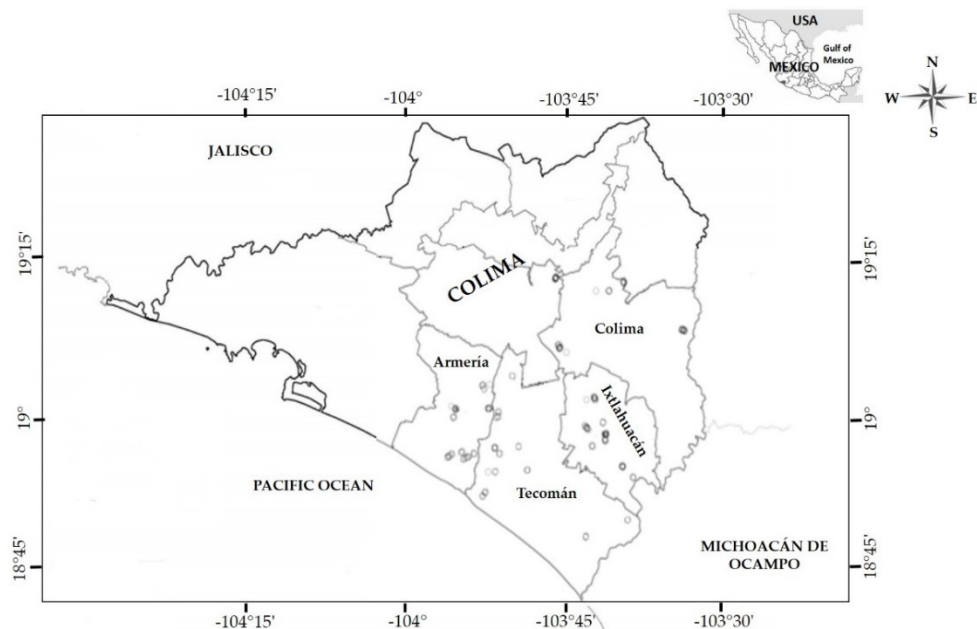 USA
Gulf of
Mexico
MEXICO
N
W E
S
-104°15' -104° -103°45' -103°30'
JALISCO
19°15' 19°15'
COLIMA
Colima
Armería
Ixtlahuacán
19° 19°
PACIFIC OCEAN
Tecomán
MICHOACÁN DE
OCAMPO
18°45' 18°45'
-104°15' -104° -103°45' -103°30'